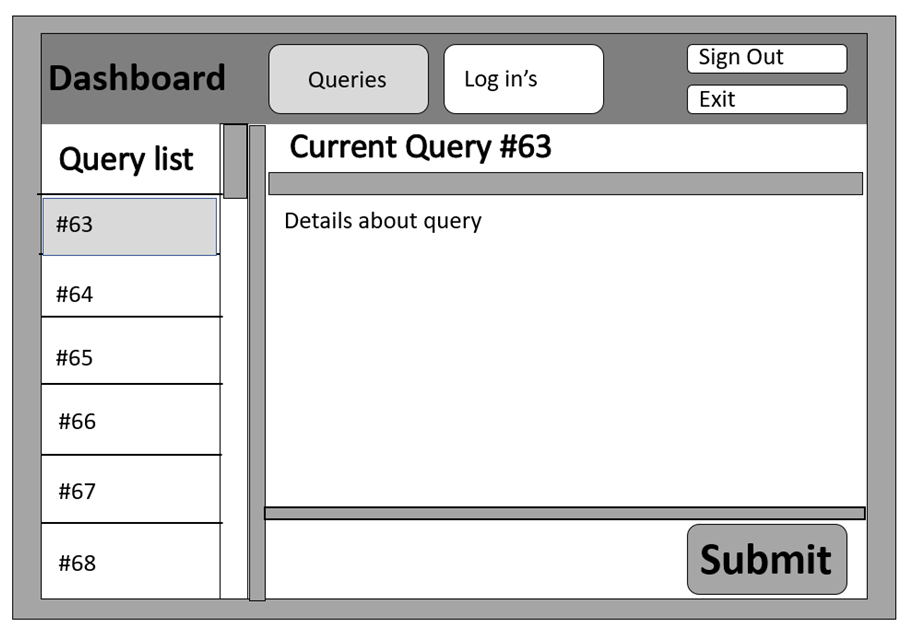 Dashboard
Queries
Log in’s
Sign Out
Exit
Query list
#63
#64
#65
#66
#67
#68
Current Query #63
Details about query
Submit